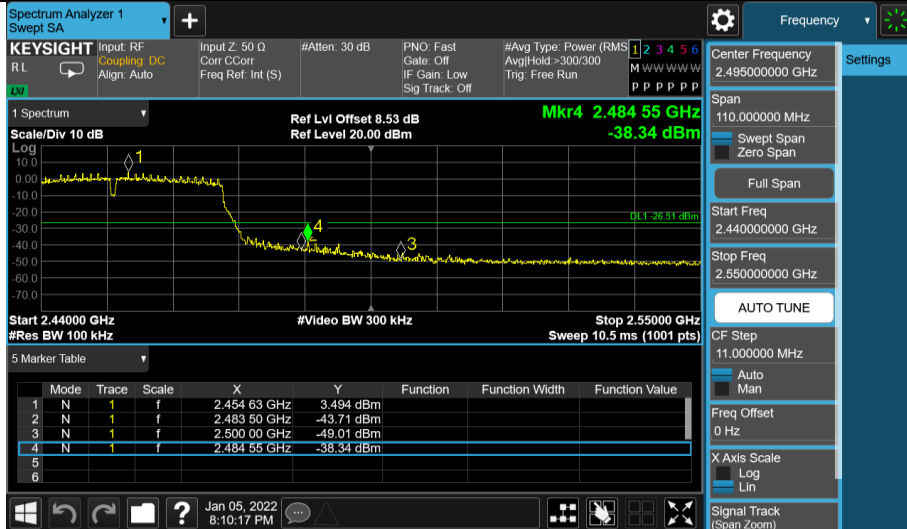 Spectrum Analyzer 1
Swept SA
Frequency
KEYSIGHT
RL
LXI
Input: RF
Coupling: DC
Align: Auto
Input Z: 50 Ω
Corr CCorr
Freq Ref: Int (S)
#Atten: 30 dB
PNO: Fast
Gate: Off
IF Gain: Low
Sig Track: Off
#Avg Type: Power (RMS
Avg|Hold:>300/300
Trig: Free Run
1 2 3 4 5 6
M W W W W W
P P P P P P
1 Spectrum
Scale/Div 10 dB
Ref Lvl Offset 8.53 dB
Ref Level 20.00 dBm
Mkr4 2.484 55 GHz
-38.34 dBm
Log
10.0
0.00
-10.0
-20.0
-30.0
-40.0
-50.0
-60.0
-70.0
1
4
3
DL1 -26.51 dBm
Start 2.44000 GHz
#Video BW 300 kHz
Stop 2.55000 GHz
#Res BW 100 kHz
Sweep 10.5 ms (1001 pts)
5 Marker Table
Mode Trace Scale X Y Function Function Width Function Value
1 N 1 f 2.454 63 GHz 3.494 dBm
2 N 1 f 2.483 50 GHz -43.71 dBm
3 N 1 f 2.500 00 GHz -49.01 dBm
4 N 1 f 2.484 55 GHz -38.34 dBm
5
6
Jan 05, 2022
8:10:17 PM
Center Frequency
2.495000000 GHz
Settings
Span
110.000000 MHz
Swept Span
Zero Span
Full Span
Start Freq
2.440000000 GHz
Stop Freq
2.550000000 GHz
AUTO TUNE
CF Step
11.000000 MHz
Auto
Man
Freq Offset
0 Hz
X Axis Scale
Log
Lin
Signal Track
(Span Zoom)